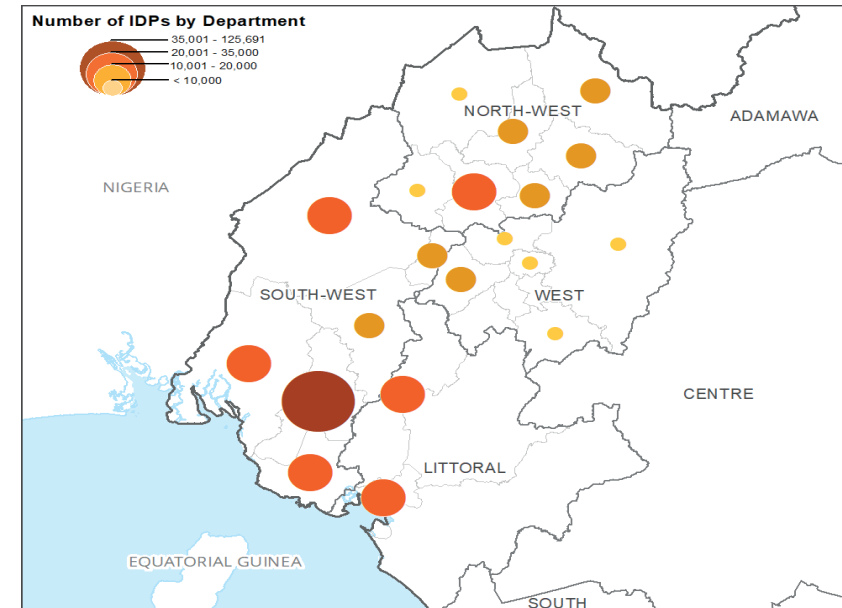 Number of IDPs by Department
35,001 - 125,691
20,001 - 35,000
10,001 - 20,000
< 10,000
NORTH-WEST
ADAMAWA
NIGERIA
SOUTH-WEST
WEST
CENTRE
LITTORAL
EQUATORIAL GUINEA
SOUTH